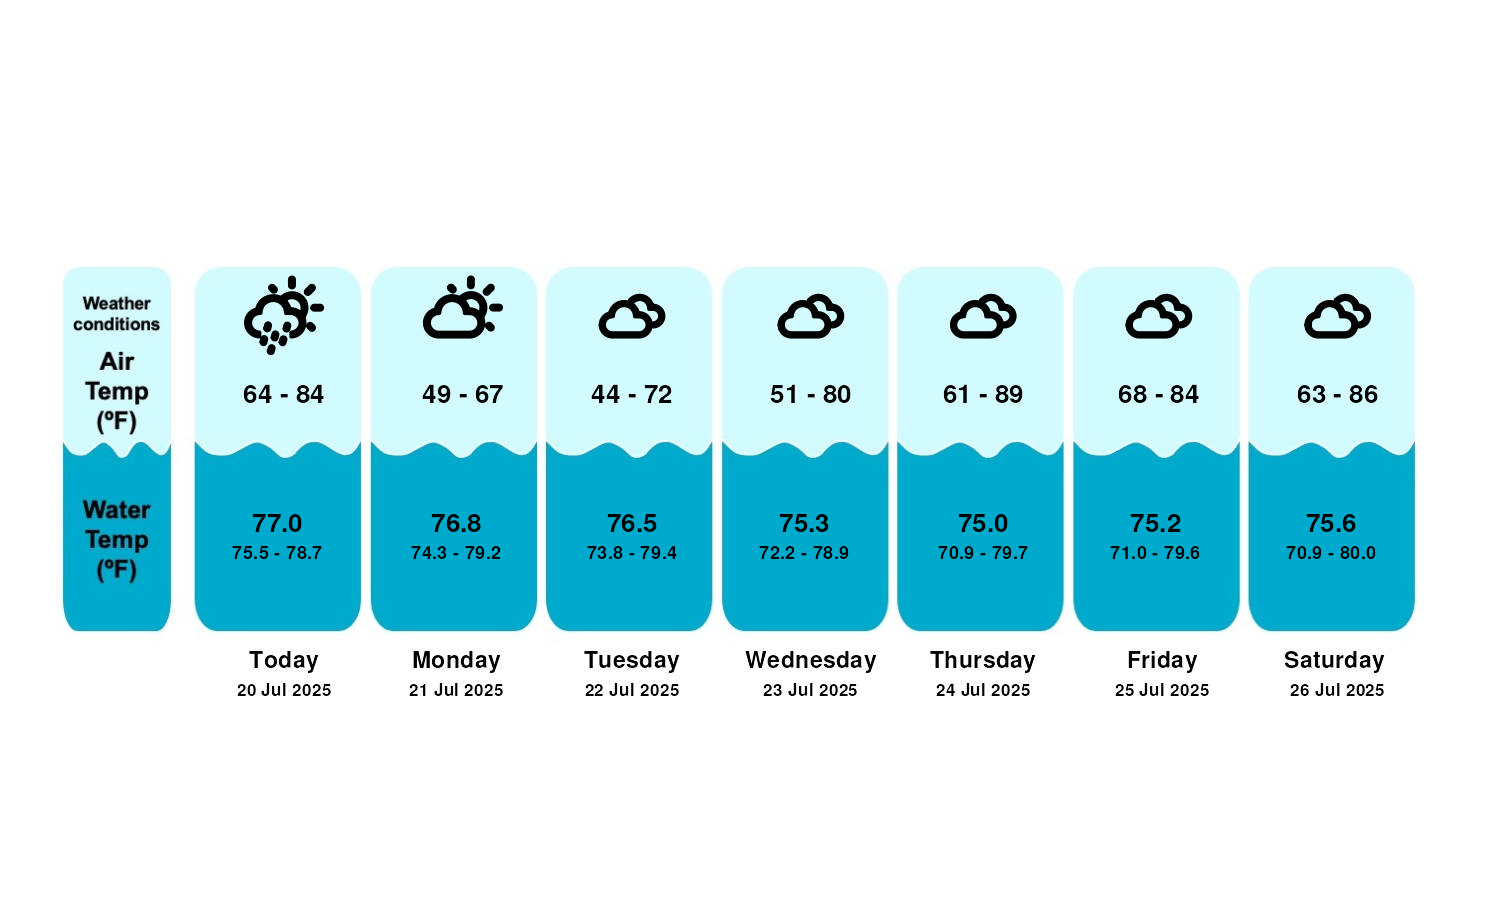 Weather
conditions
Air
Temp
(ºF)
Water
Temp
(ºF)
64 - 84
77.0
75.5 - 78.7
Today
20 Jul 2025
49 - 67
76.8
74.3 - 79.2
Monday
21 Jul 2025
44 - 72
76.5
73.8 - 79.4
Tuesday
22 Jul 2025
51 - 80
75.3
72.2 - 78.9
Wednesday
23 Jul 2025
61 - 89
75.0
70.9 - 79.7
Thursday
24 Jul 2025
68 - 84
75.2
71.0 - 79.6
Friday
25 Jul 2025
63 - 86
75.6
70.9 - 80.0
Saturday
26 Jul 2025